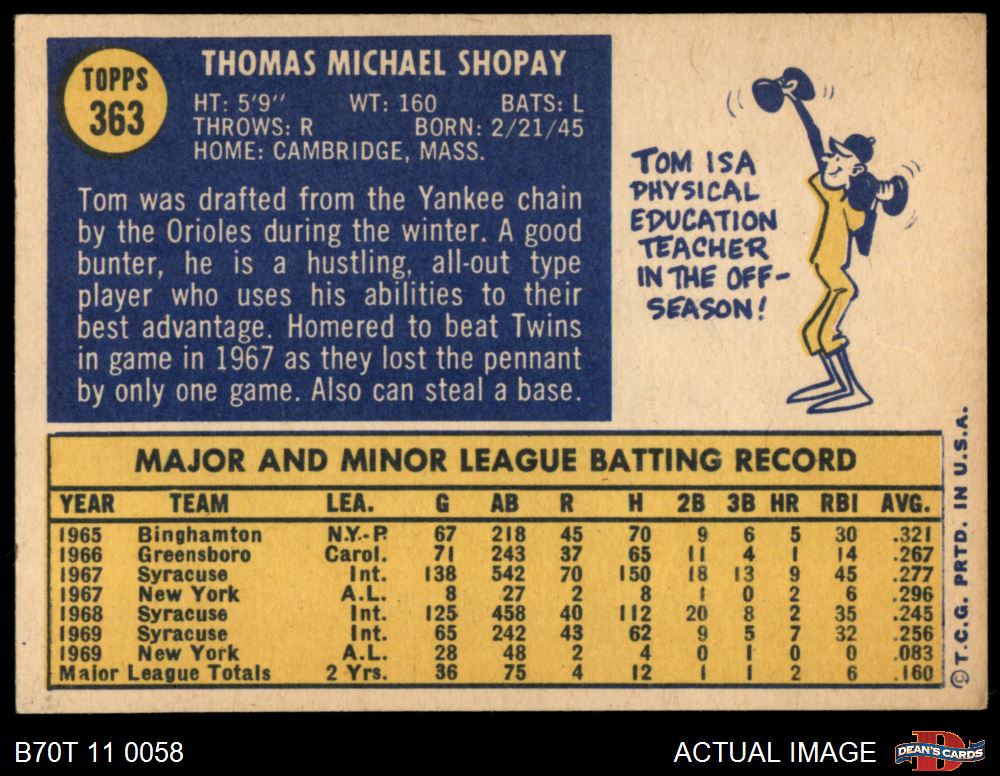 TOPPS
363
THOMAS MICHAEL SHOPAY
HT: 5'9" WT: 160 BATS: L
THROWS: R BORN: 2/21/45
HOME: CAMBRIDGE, MASS.
Tom was drafted from the Yankee chain
by the Orioles during the winter. A good
bunter, he is a hustling, all-out type
player who uses his abilities to their
best advantage. Homered to beat Twins
in game in 1967 as they lost the pennant
by only one game. Also can steal a base.
TOM IS A
PHYSICAL
EDUCATION
TEACHER
IN THE OFF-
SEASON!
MAJOR AND MINOR LEAGUE BATTING RECORD
YEAR TEAM LEA. G AB R H 2B 3B HR RBI AVG.
1965 Binghamton N.Y.-P. 67 218 45 70 9 6 5 30 .321
1966 Greensboro Carol. 71 243 37 65 11 4 1 14 .267
1967 Syracuse Int. 138 542 70 150 18 13 9 45 .277
1967 New York A.L. 8 27 2 8 1 0 2 6 .296
1968 Syracuse Int. 125 458 40 112 20 8 2 35 .245
1969 Syracuse Int. 65 242 43 62 9 5 7 32 .256
1969 New York A.L. 28 48 2 4 0 1 0 0 .083
Major League Totals 2 Yrs. 36 75 4 12 1 1 2 6 .160
© T.C.G. PRTD. IN U.S.A.
B70T 11 0058
ACTUAL IMAGE
D
DEAN'S CARDS